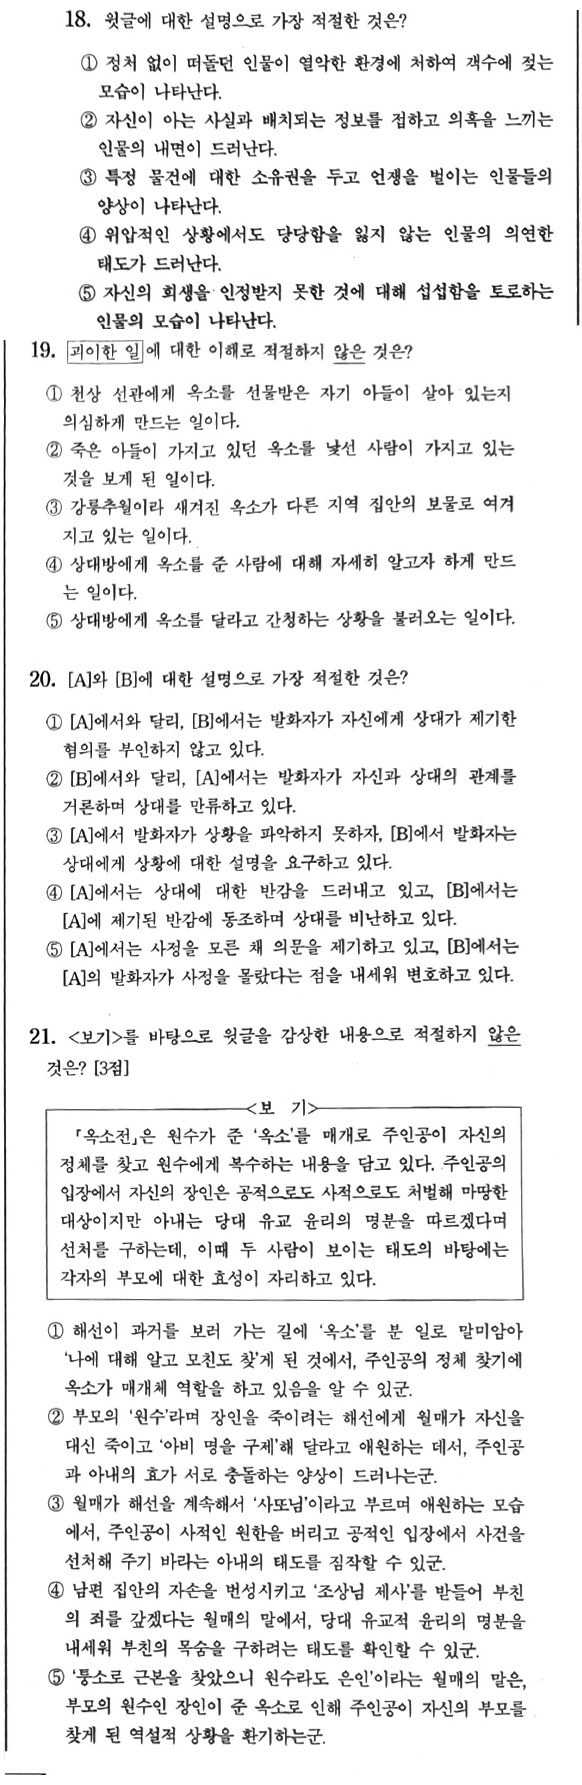 18. 윗글에 대한 설명으로 가장 적절한 것은?
① 정처 없이 떠돌던 인물이 열악한 환경에 처하여 객수에 젖는
모습이 나타난다.
② 자신이 아는 사실과 배치되는 정보를 접하고 의혹을 느끼는
인물의 내면이 드러난다.
③ 특정 물건에 대한 소유권을 두고 언쟁을 벌이는 인물들의
양상이 나타난다.
④ 위압적인 상황에서도 당당함을 잃지 않는 인물의 의연한
태도가 드러난다.
⑤ 자신의 희생을 인정받지 못한 것에 대해 섭섭함을 토로하는
인물의 모습이 나타난다.
19. 괴이한 일에 대한 이해로 적절하지 않은 것은?
① 천상 선관에게 옥소를 선물받은 자기 아들이 살아 있는지
의심하게 만드는 일이다.
② 죽은 아들이 가지고 있던 옥소를 낯선 사람이 가지고 있는
것을 보게 된 일이다.
③ 강릉추월이라 새겨진 옥소가 다른 지역 집안의 보물로 여겨
지고 있는 일이다.
④ 상대방에게 옥소를 준 사람에 대해 자세히 알고자 하게 만드
는 일이다.
⑤ 상대방에게 옥소를 달라고 간청하는 상황을 불러오는 일이다.
20. [A]와 [B]에 대한 설명으로 가장 적절한 것은?
① [A]에서와 달리, [B]에서는 발화자가 자신에게 상대가 제기한
혐의를 부인하지 않고 있다.
② [B]에서와 달리, [A]에서는 발화자가 자신과 상대의 관계를
거론하며 상대를 만류하고 있다.
③ [A]에서 발화자가 상황을 파악하지 못하자, [B]에서 발화자는
상대에게 상황에 대한 설명을 요구하고 있다.
④ [A]에서는 상대에 대한 반감을 드러내고 있고, [B]에서는
[A]에 제기된 반감에 동조하며 상대를 비난하고 있다.
⑤ [A]에서는 사정을 모른 채 의문을 제기하고 있고, [B]에서는
[A]의 발화자가 사정을 몰랐다는 점을 내세워 변호하고 있다.
21. <보기>를 바탕으로 윗글을 감상한 내용으로 적절하지 않은
것은? [3점]
<보 기>
「옥소전」은 원수가 준 ‘옥소’를 매개로 주인공이 자신의
정체를 찾고 원수에게 복수하는 내용을 담고 있다. 주인공의
입장에서 자신의 장인은 공적으로도 사적으로도 처벌해 마땅한
대상이지만 아내는 당대 유교 윤리의 명분을 따르겠다며
선처를 구하는데, 이때 두 사람이 보이는 태도의 바탕에는
각자의 부모에 대한 효성이 자리하고 있다.
① 해선이 과거를 보러 가는 길에 ‘옥소’를 분 일로 말미암아
‘나에 대해 알고 모친도 찾’게 된 것에서, 주인공의 정체 찾기에
옥소가 매개체 역할을 하고 있음을 알 수 있군.
② 부모의 ‘원수’라며 장인을 죽이려는 해선에게 월매가 자신을
대신 죽이고 ‘아비 명을 구제’해 달라고 애원하는 데서, 주인공
과 아내의 효가 서로 충돌하는 양상이 드러나는군.
③ 월매가 해선을 계속해서 ‘사또님’이라고 부르며 애원하는 모습
에서, 주인공이 사적인 원한을 버리고 공적인 입장에서 사건을
선처해 주기 바라는 아내의 태도를 짐작할 수 있군.
④ 남편 집안의 자손을 번성시키고 ‘조상님 제사’를 받들어 부친
의 죄를 갚겠다는 월매의 말에서, 당대 유교적 윤리의 명분을
내세워 부친의 목숨을 구하려는 태도를 확인할 수 있군.
⑤ ‘통소로 근본을 찾았으니 원수라도 은인’이라는 월매의 말은,
부모의 원수인 장인이 준 옥소로 인해 주인공이 자신의 부모를
찾게 된 역설적 상황을 환기하는군.